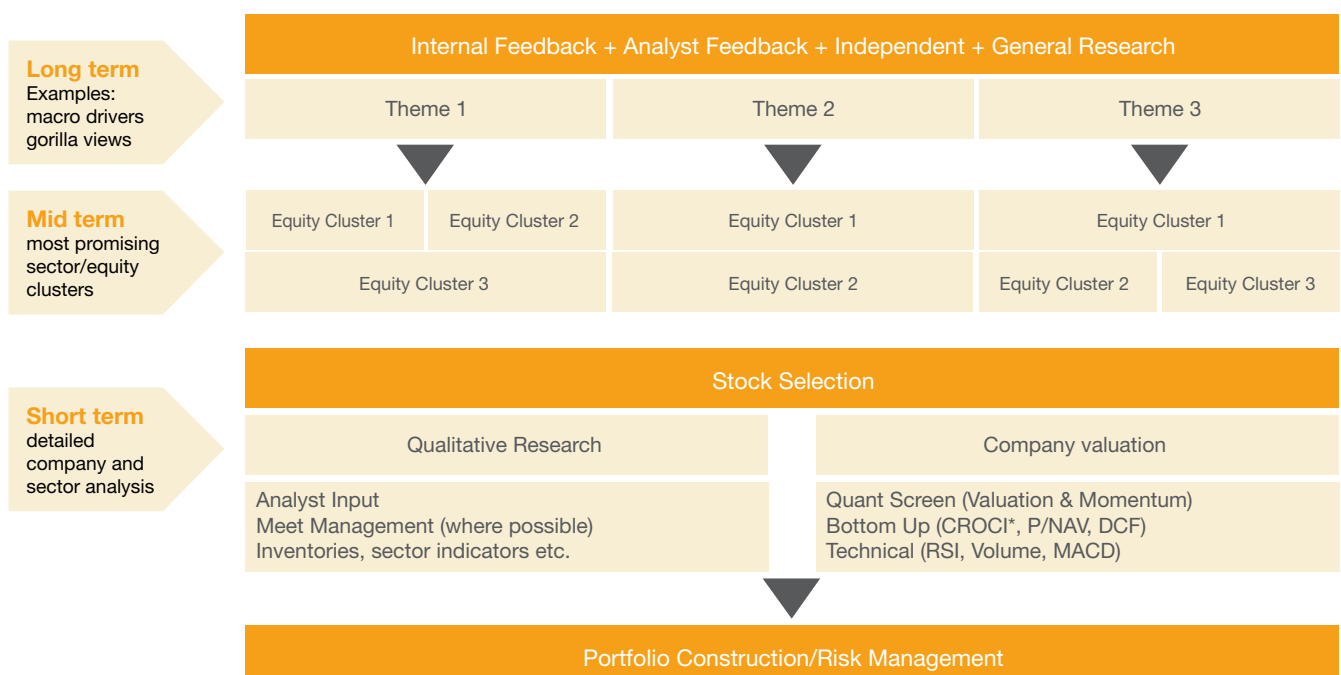 Internal Feedback + Analyst Feedback + Independent + General Research
Long term
Examples:
macro drivers
gorilla views
Theme 1
Theme 2
Theme 3
Mid term
most promising
sector/equity
clusters
Equity Cluster 1
Equity Cluster 2
Equity Cluster 1
Equity Cluster 1
Equity Cluster 3
Equity Cluster 2
Equity Cluster 2
Equity Cluster 3
Stock Selection
Short term
detailed
company and
sector analysis
Qualitative Research
Company valuation
Analyst Input
Meet Management (where possible)
Inventories, sector indicators etc.
Quant Screen (Valuation & Momentum)
Bottom Up (CROCI*, P/NAV, DCF)
Technical (RSI, Volume, MACD)
Portfolio Construction/Risk Management